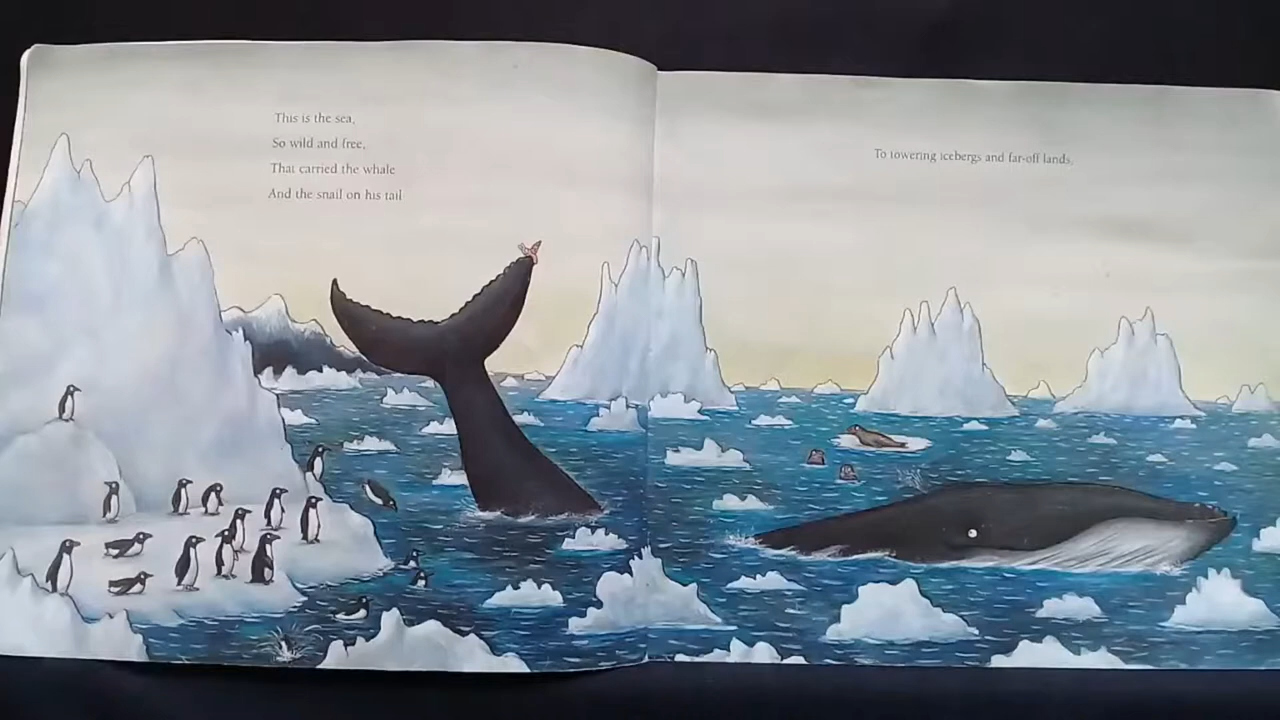 This is the sea,
So wild and free,
That carried the whale
And the snail on his tail
To towering icebergs and far-off lands,